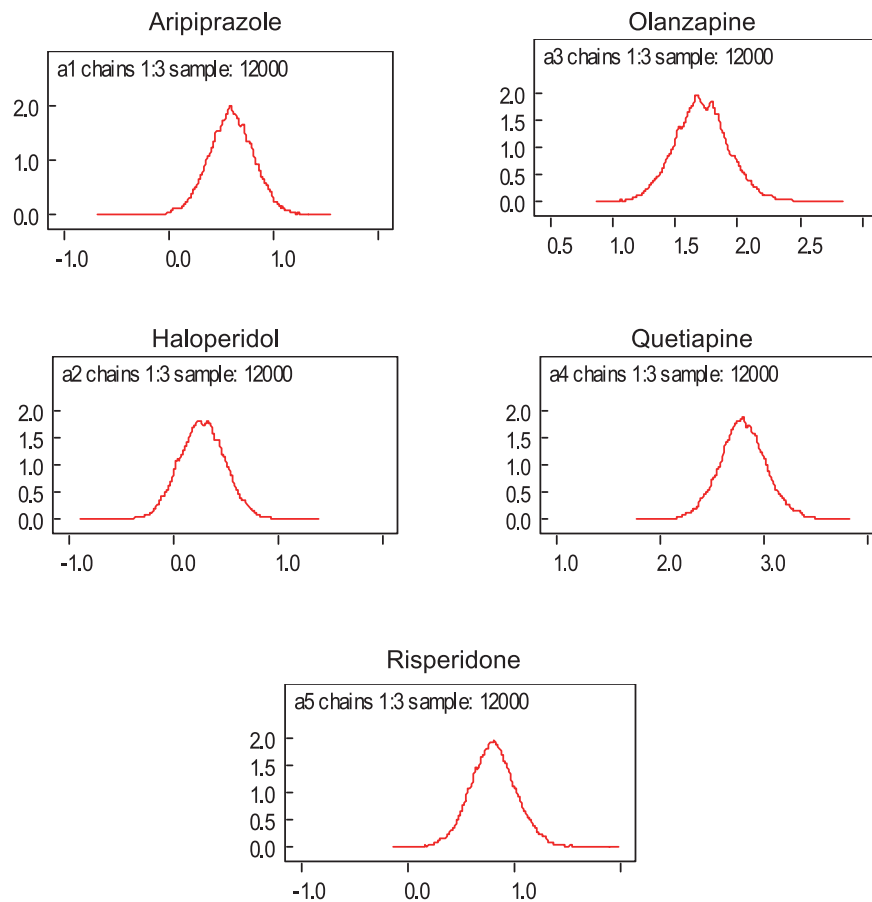 Aripiprazole
a1 chains 1:3 sample: 12000
2.0
1.0
0.0
-1.0 0.0 1.0
Olanzapine
a3 chains 1:3 sample: 12000
2.0
1.5
1.0
0.5
0.0
0.5 1.0 1.5 2.0 2.5
Haloperidol
a2 chains 1:3 sample: 12000
2.0
1.5
1.0
0.5
0.0
-1.0 0.0 1.0
Quetiapine
a4 chains 1:3 sample: 12000
2.0
1.5
1.0
0.5
0.0
1.0 2.0 3.0
Risperidone
a5 chains 1:3 sample: 12000
2.0
1.5
1.0
0.5
0.0
-1.0 0.0 1.0